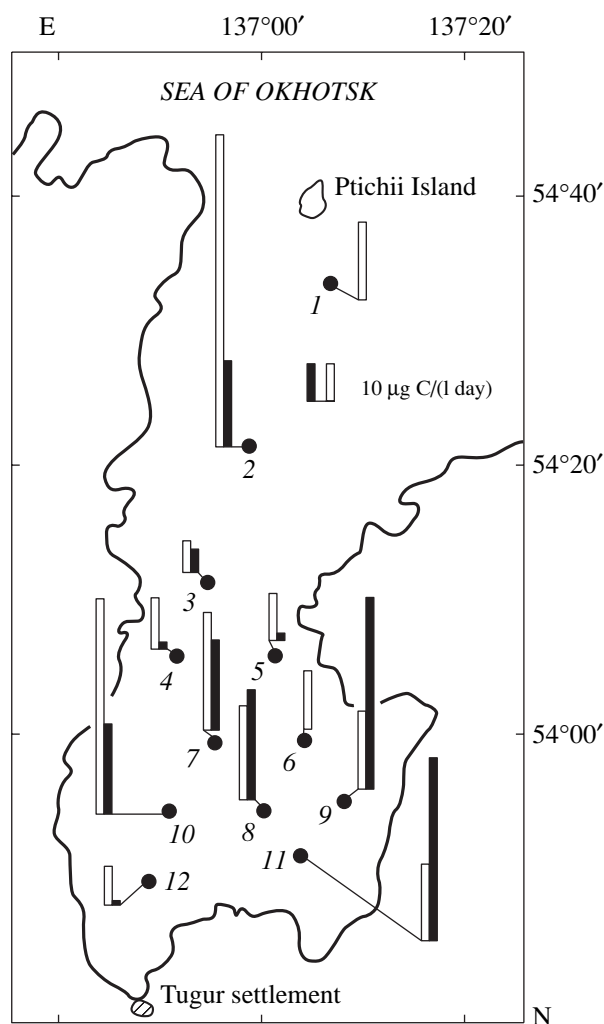 E 137°00′ 137°20′
SEA OF OKHOTSK
Ptichii Island
54°40′
1
10 µg C/(l day)
2
54°20′
3
4
5
6
54°00′
7
8
9
10
11
12
Tugur settlement
N